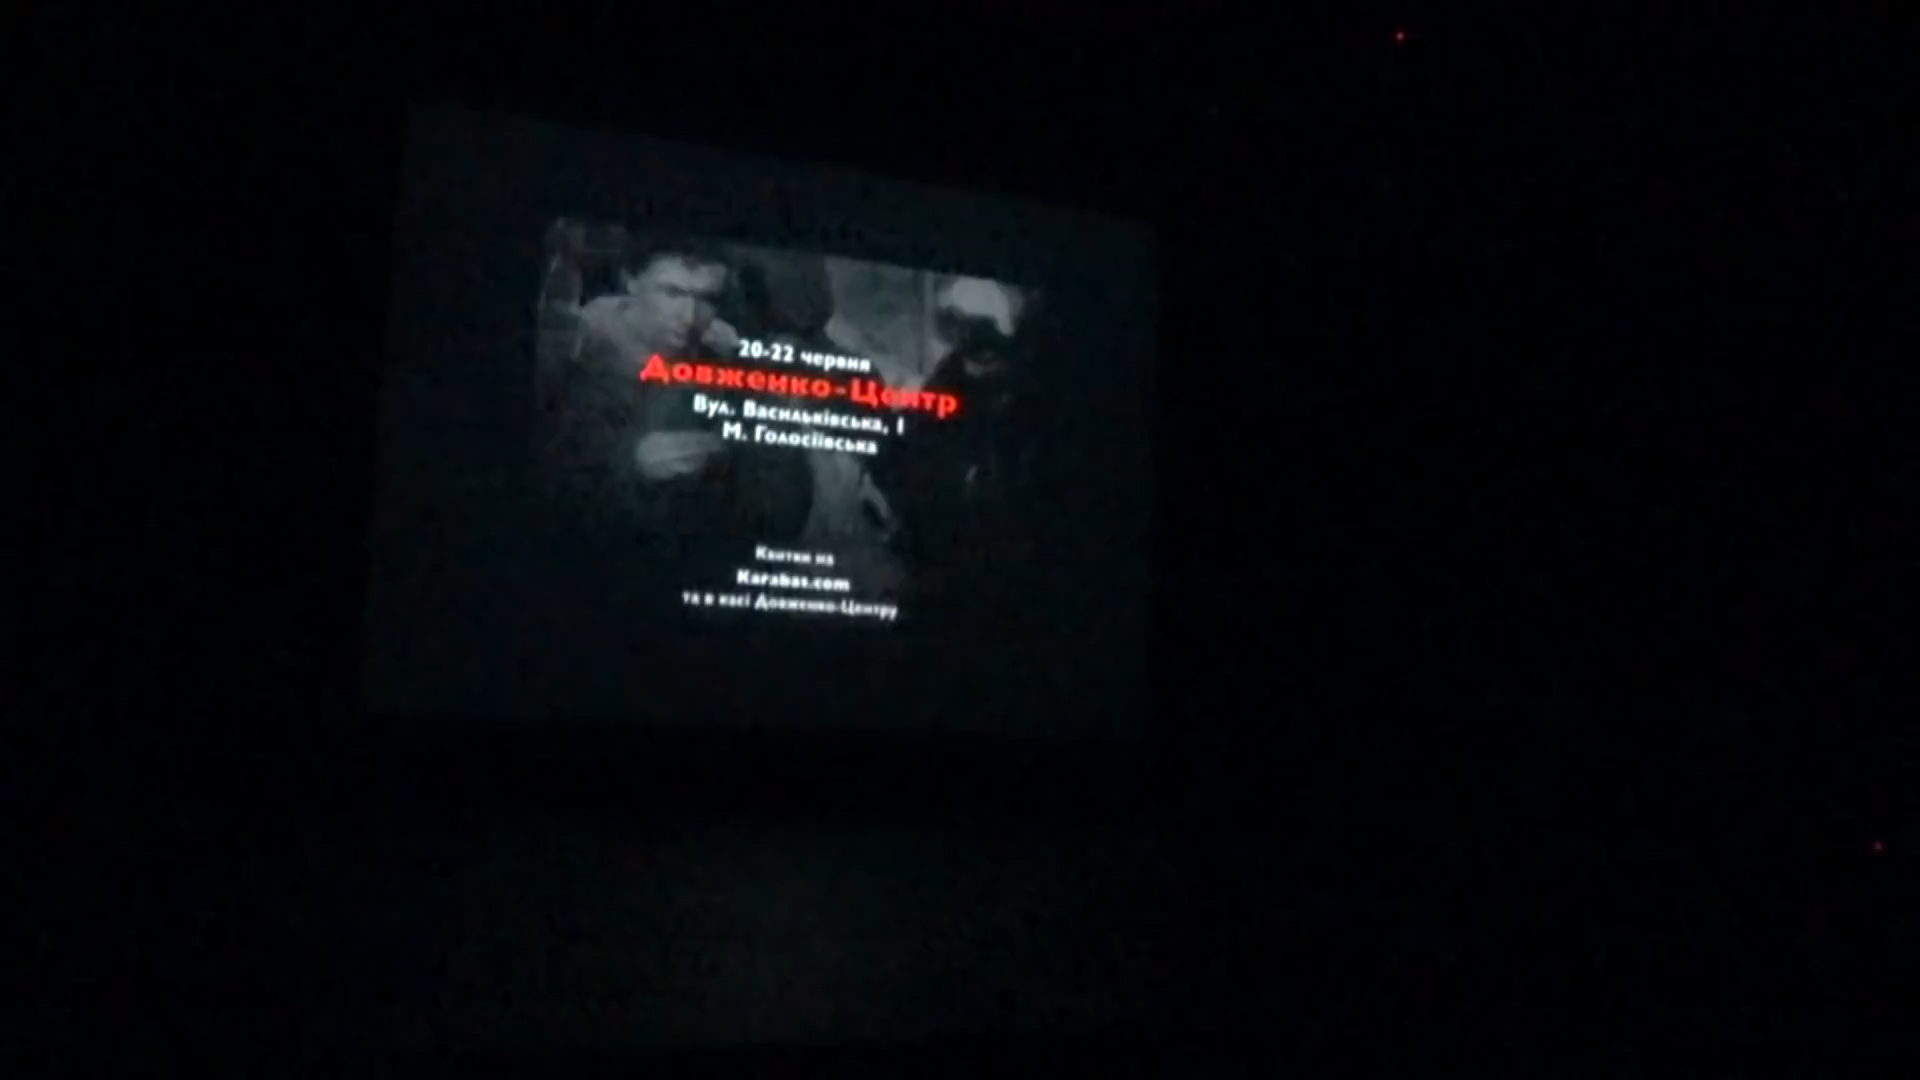 20-22 червня
Довженко-Центр
Вул. Васильківська, 1
М. Голосіївська
Квитки на
Karabas.com
та в касі Довженко-Центру